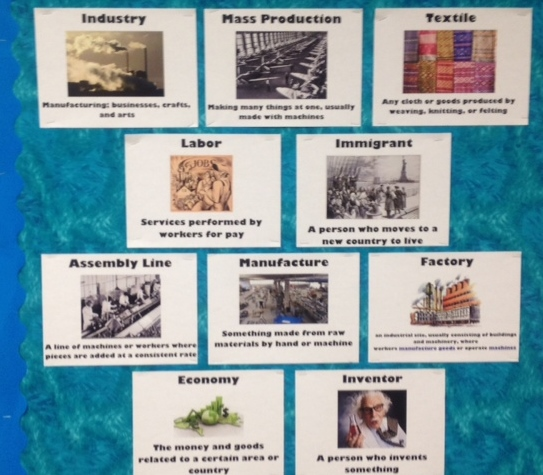 Industry
Manufacturing; businesses, crafts,
and arts
Mass Production
Making many things at one, usually
made with machines
Textile
Any cloth or goods produced by
weaving, knitting, or felting
Labor
JOBS
Services performed by
workers for pay
Immigrant
A person who moves to a
new country to live
Assembly Line
A line of machines or workers where
pieces are added at a consistent rate
Manufacture
Something made from raw
materials by hand or machine
Factory
an industrial site, usually consisting of buildings
and machinery, where
workers manufacture goods or operate machines
Economy
$
The money and goods
related to a certain area or
country
Inventor
A person who invents
something